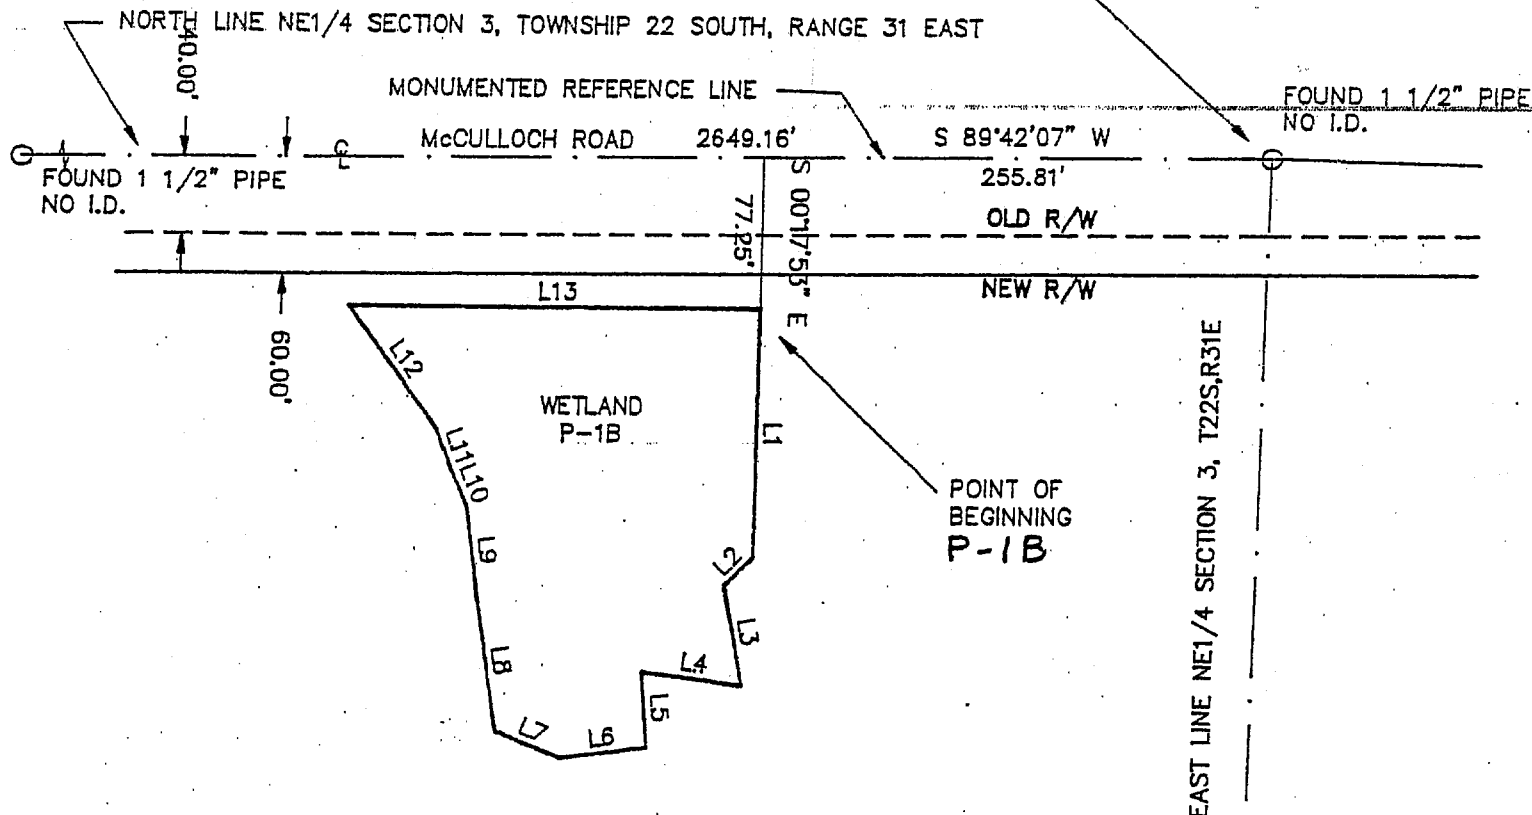 NORTH LINE NE1/4 SECTION 3, TOWNSHIP 22 SOUTH, RANGE 31 EAST
40.00'
MONUMENTED REFERENCE LINE
FOUND 1 1/2" PIPE
NO I.D.
McCULLOCH ROAD
2649.16'
S 89°42'07" W
CL
FOUND 1 1/2" PIPE
NO I.D.
255.81'
S 00°17'53" E
77.25'
OLD R/W
NEW R/W
L13
60.00'
L12
WETLAND
P-1B
L1
L11
L10
POINT OF
BEGINNING
P-1B
L9
L2
L3
L8
L4
L5
L7
L6
EAST LINE NE1/4 SECTION 3, T22S,R31E